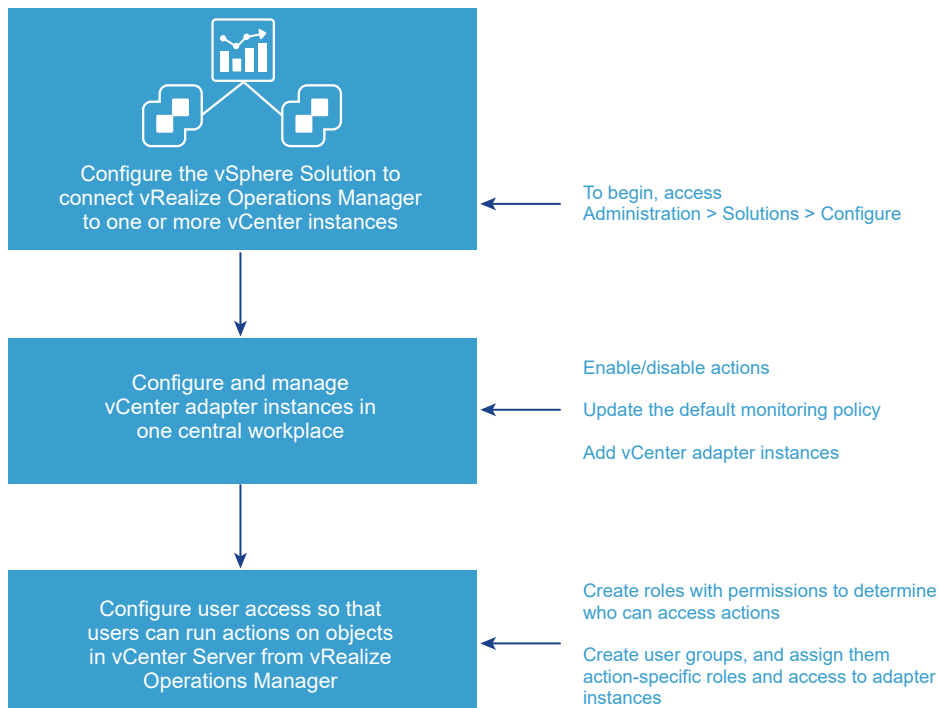 Configure the vSphere Solution to
connect vRealize Operations Manager
to one or more vCenter instances
To begin, access
Administration > Solutions > Configure
Configure and manage
vCenter adapter instances in
one central workplace
Enable/disable actions
Update the default monitoring policy
Add vCenter adapter instances
Configure user access so that
users can run actions on objects
in vCenter Server from vRealize
Operations Manager
Create roles with permissions to determine
who can access actions
Create user groups, and assign them
action-specific roles and access to adapter
instances